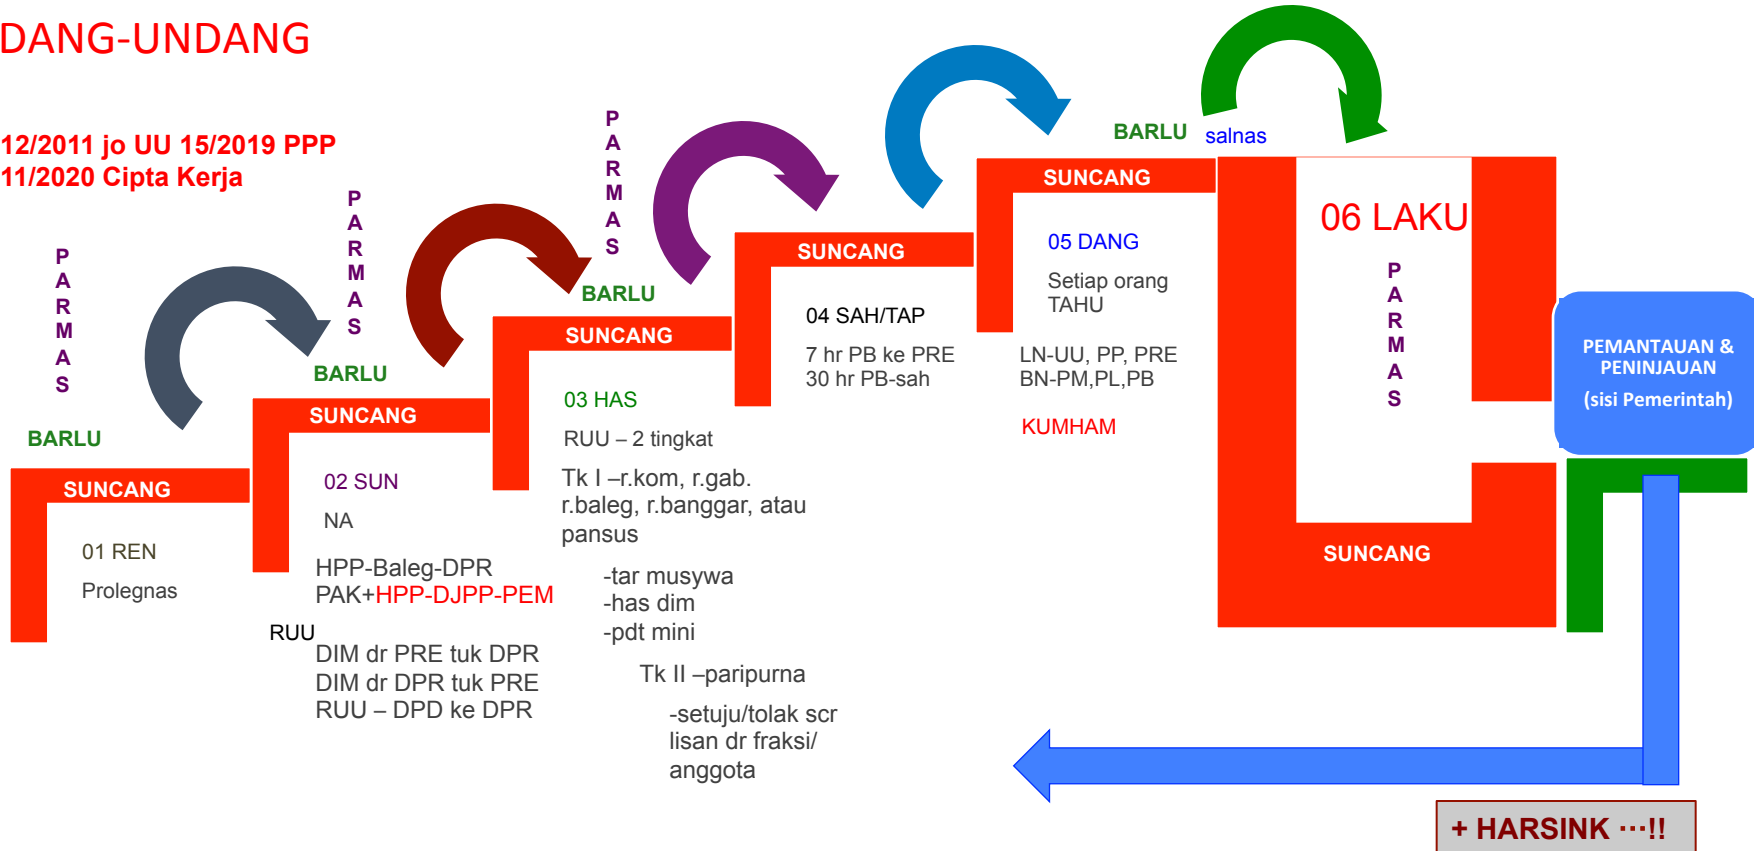 DANG-UNDANG
12/2011 jo UU 15/2019 PPP
11/2020 Cipta Kerja
PARMAS
BARLU
SUNCANG
01 REN
Prolegnas
PARMAS
BARLU
SUNCANG
02 SUN
NA
HPP-Baleg-DPR
PAK+HPP-DJPP-PEM
RUU
DIM dr PRE tuk DPR
DIM dr DPR tuk PRE
RUU – DPD ke DPR
PARMAS
BARLU
SUNCANG
03 HAS
RUU – 2 tingkat
Tk I –r.kom, r.gab.
r.baleg, r.banggar, atau
pansus
-tar musywa
-has dim
-pdt mini
Tk II –paripurna
-setuju/tolak scr
lisan dr fraksi/
anggota
SUNCANG
04 SAH/TAP
7 hr PB ke PRE
30 hr PB-sah
BARLU
salnas
SUNCANG
05 DANG
Setiap orang
TAHU
LN-UU, PP, PRE
BN-PM,PL,PB
KUMHAM
06 LAKU
PARMAS
SUNCANG
PEMANTAUAN &
PENINJAUAN
(sisi Pemerintah)
+ HARSINK ···!!